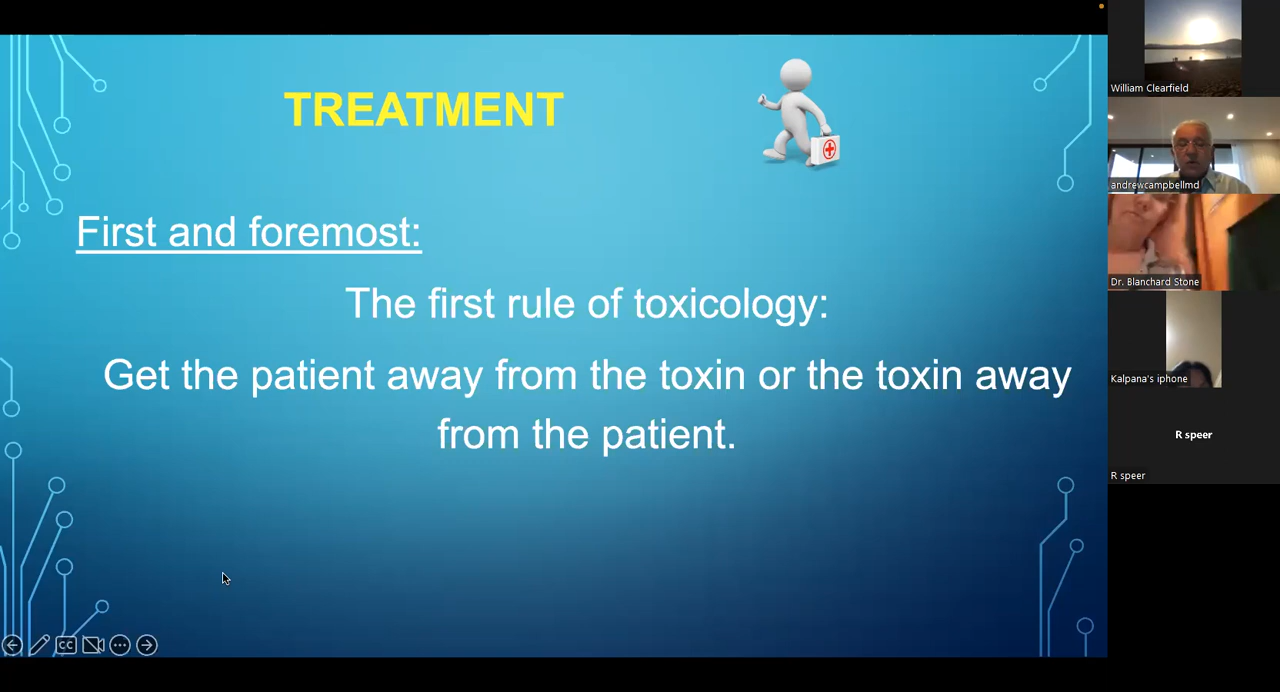 TREATMENT
First and foremost:
The first rule of toxicology:
Get the patient away from the toxin or the toxin away
from the patient.
CC
William Clearfield
andrewcampbellmd
Dr. Blanchard Stone
Kalpana's iphone
R speer
R speer